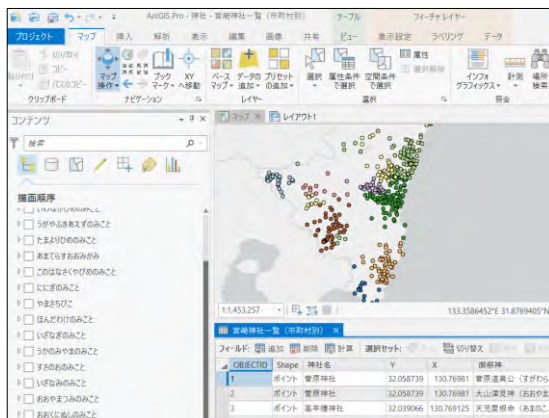 ArcGIS Pro - 神社 - 宮崎神社一覧 (市町村別)
テーブル
フィーチャ レイヤー
プロジェクト マップ 挿入 解析 表示 編集 画像 共有 ビュー 表示設定 ラベリング データ
切り取り
コピー
パスのコピー
クリップボード
マップ操作
ブックマーク
XYへ移動
ナビゲーション
ベースマップ
データの追加
プリセットの追加
レイヤー
選択
属性条件で選択
空間条件で選択
属性
選択解除
選択
インフォグラフィックス
計測
場所検索
照会
コンテンツ
検索
描画順序
うがやふきあえずのみこと
たまよりひめのみこと
あまてらすおおみかみ
このはなさくやびめのみこと
ににぎのみこと
やまさちひこ
ほんだわけのみこと
いざなぎのみこと
うかのみやまのみこと
すさのおのみこと
いざなみのみこと
おおやまつみのみこと
おおくにぬしのみこと
マップ
レイアウト1
1:1,453,257
133.3586452°E 31.8769405°N
宮崎神社一覧 (市町村別)
フィールド: 追加 削除 計算 選択セット: 切り替え
OBJECTID Shape 神社名 Y X 御祭神
1 ポイント 菅原神社 32.058739 130.76981 菅原道真公 (すがわら
2 ポイント 菅原神社 32.058739 130.76981 大山津見神 (おおや
3 ポイント 高牟禮神社 32.039066 130.769125 天児屋根命 (あまのこ